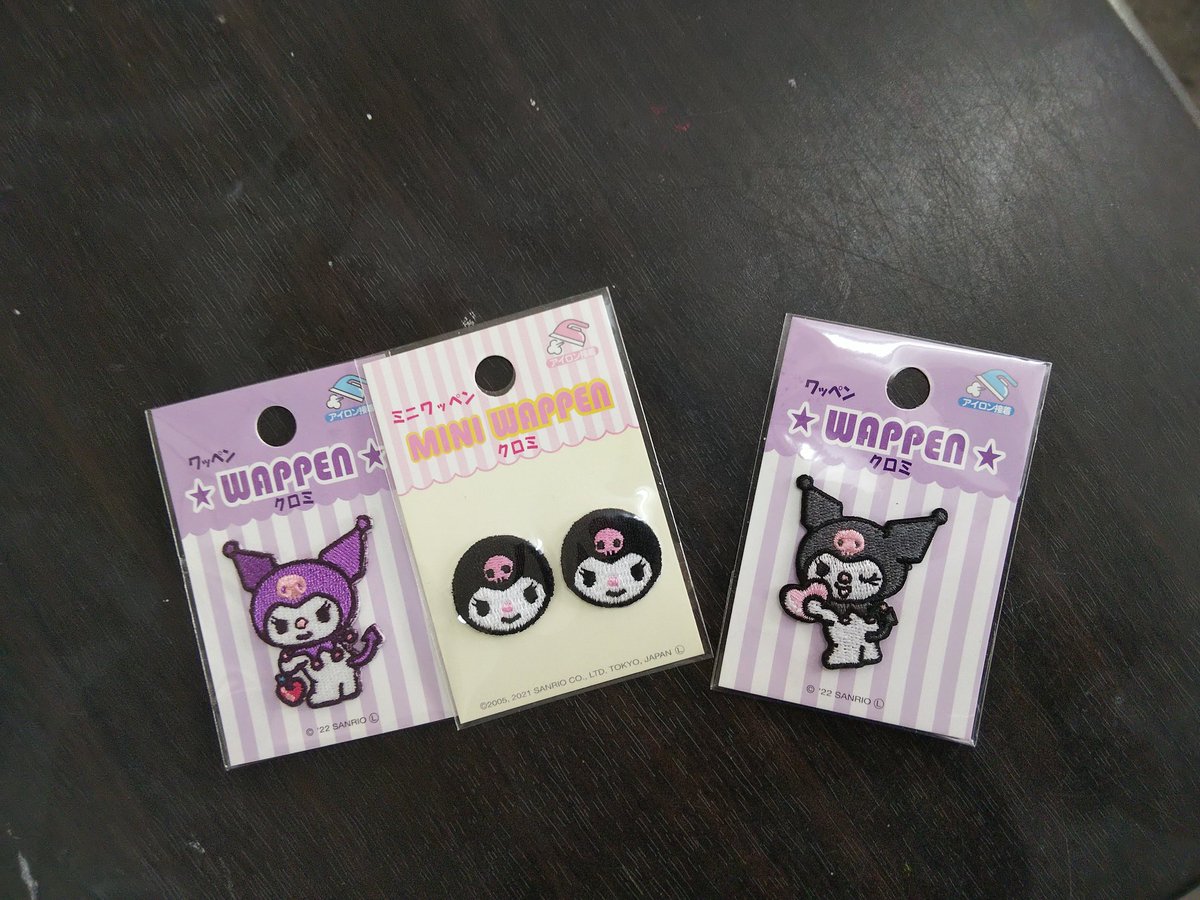 アイロン接着
ワッペン
★ WAPPEN ★
クロミ
© '22 SANRIO Ⓛ
アイロン接着
ミニワッペン
MINI WAPPEN
クロミ
©2005, 2021 SANRIO CO., LTD. TOKYO, JAPAN Ⓛ
アイロン接着
ワッペン
★ WAPPEN ★
クロミ
© '22 SANRIO Ⓛ